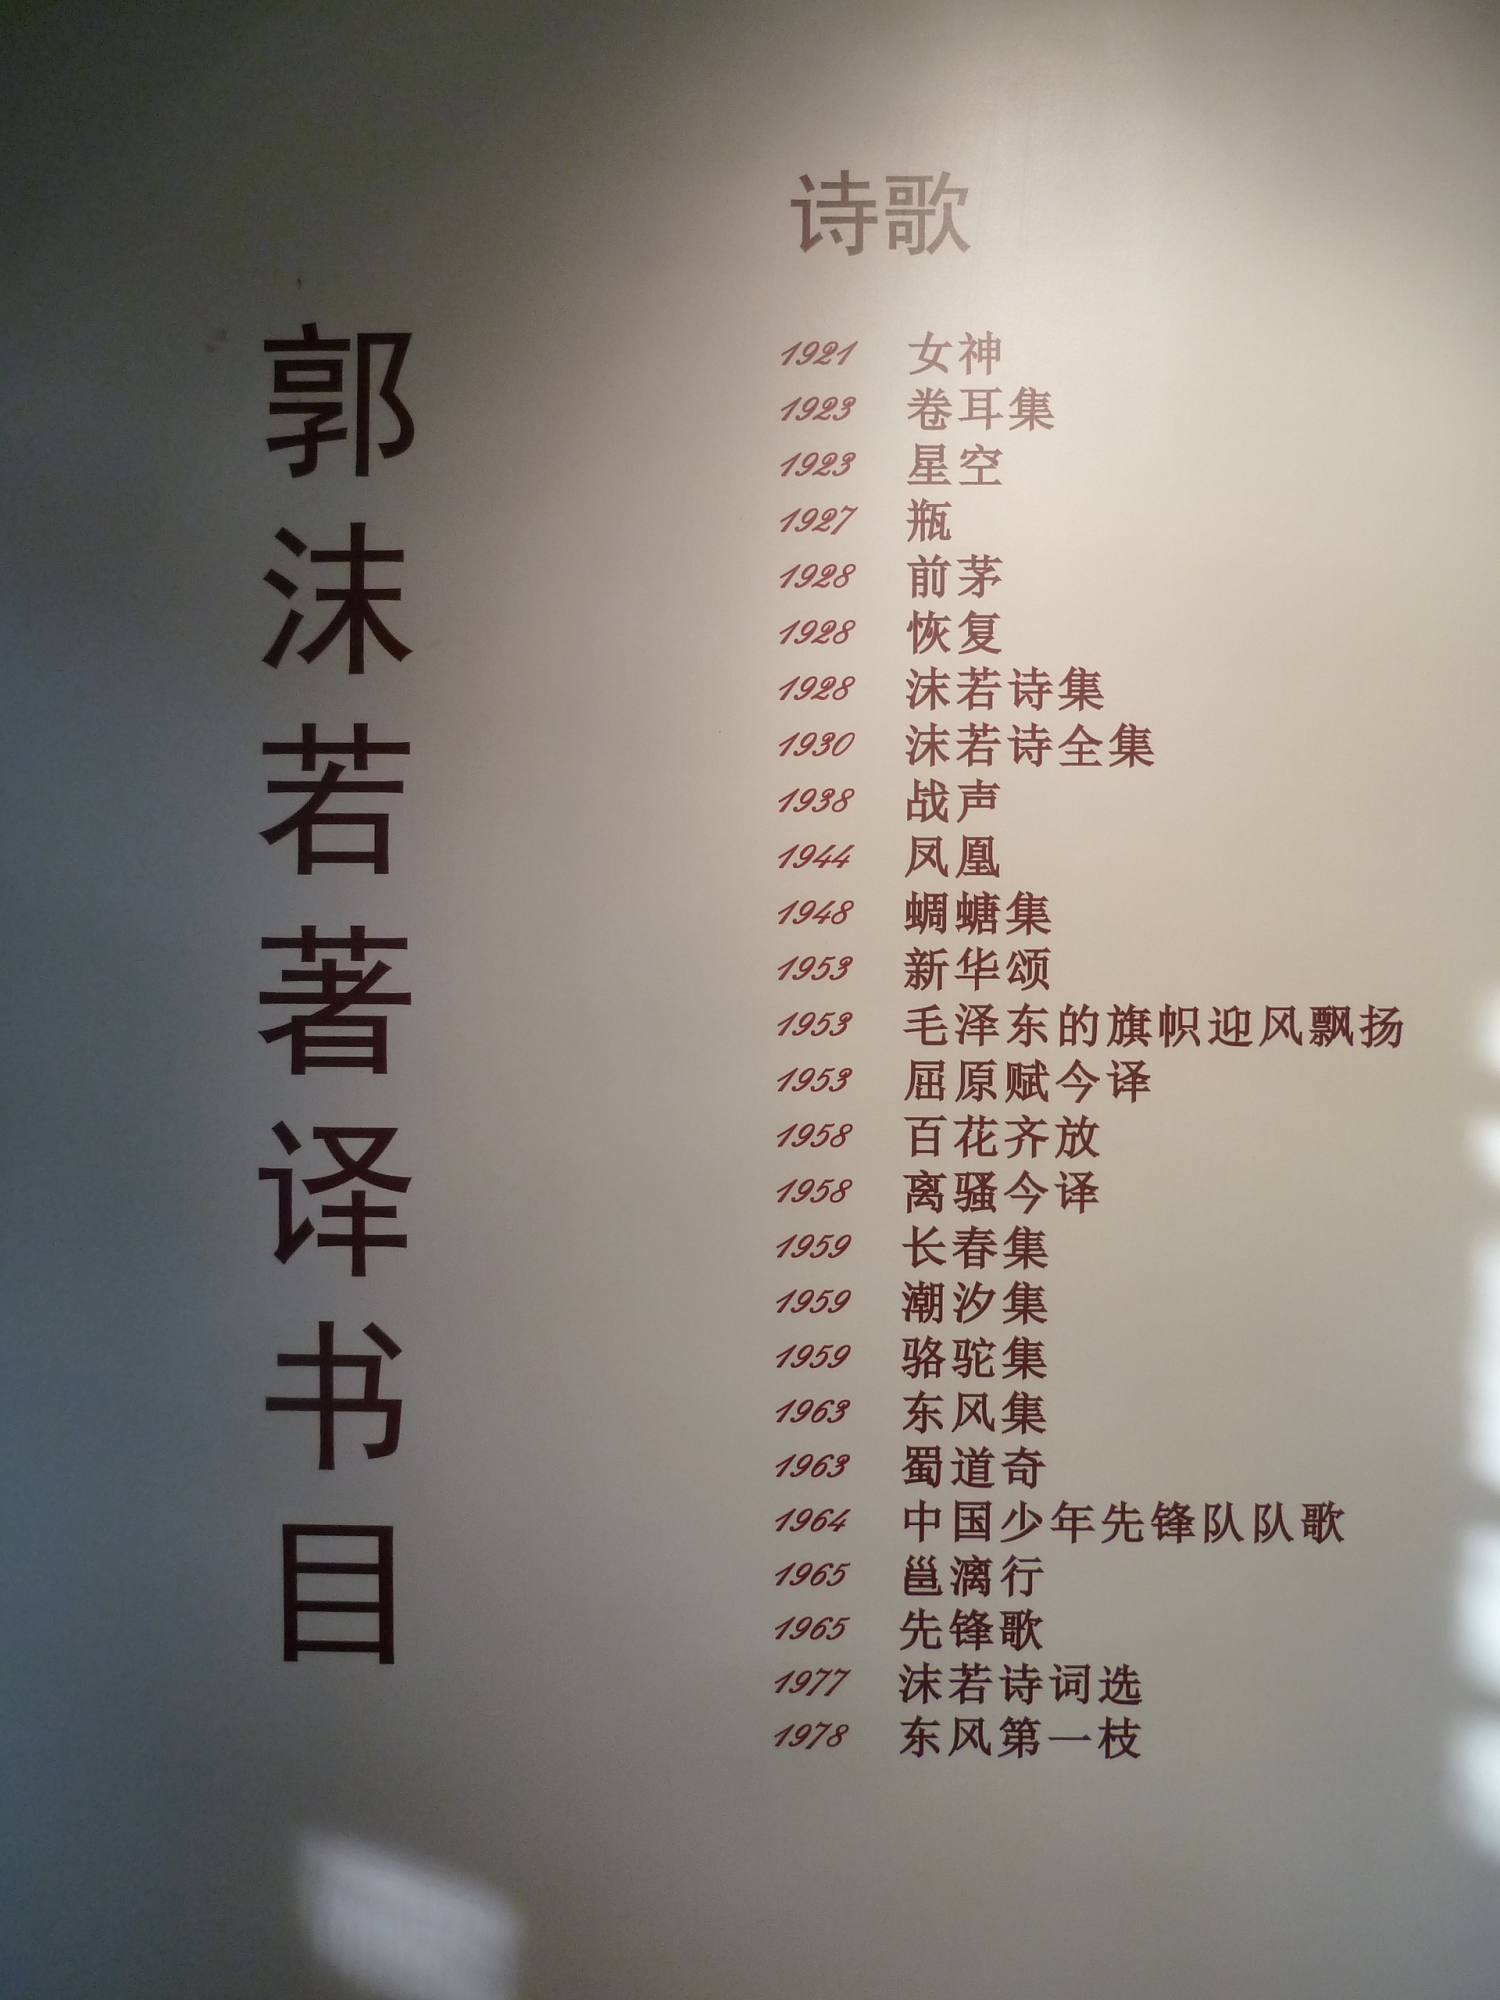 郭沫若著译书目
诗歌
1921 女神
1923 卷耳集
1923 星空
1927 瓶
1928 前茅
1928 恢复
1928 沫若诗集
1930 沫若诗全集
1938 战声
1944 凤凰
1948 蜩螗集
1953 新华颂
1953 毛泽东的旗帜迎风飘扬
1953 屈原赋今译
1958 百花齐放
1958 离骚今译
1959 长春集
1959 潮汐集
1959 骆驼集
1963 东风集
1963 蜀道奇
1964 中国少年先锋队队歌
1965 邕漓行
1965 先锋歌
1977 沫若诗词选
1978 东风第一枝